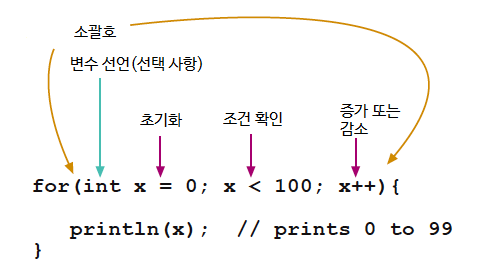 소괄호
변수 선언(선택 사항)
초기화
조건 확인
증가 또는
감소
for(int x = 0; x < 100; x++){
println(x);  // prints 0 to 99
}